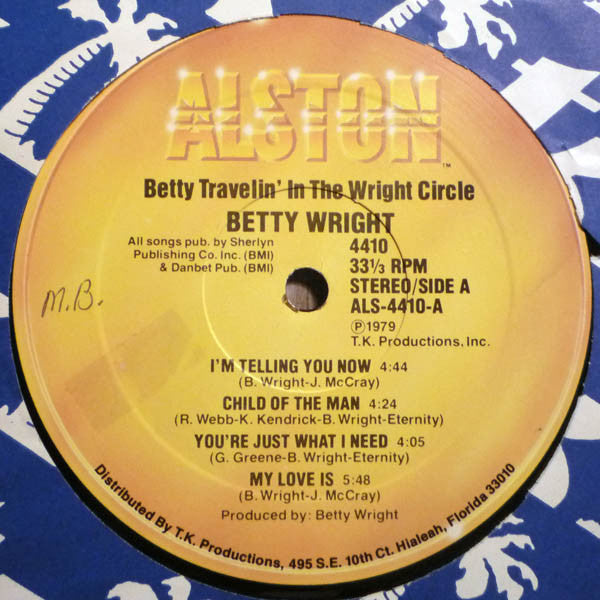 ALSTON
™
Betty Travelin' In The Wright Circle
BETTY WRIGHT
All songs pub. by Sherlyn
Publishing Co. Inc. (BMI)
& Danbet Pub. (BMI)
4410
33⅓ RPM
STEREO/SIDE A
ALS-4410-A
Ⓟ1979
T.K. Productions, Inc.
M.B.
I'M TELLING YOU NOW 4:44
(B. Wright-J. McCray)
CHILD OF THE MAN 4:24
(R. Webb-K. Kendrick-B. Wright-Eternity)
YOU'RE JUST WHAT I NEED 4:05
(G. Greene-B. Wright-Eternity)
MY LOVE IS 5:48
(B. Wright-J. McCray)
Produced by: Betty Wright
Distributed By T.K. Productions, 495 S.E. 10th Ct. Hialeah, Florida 33010